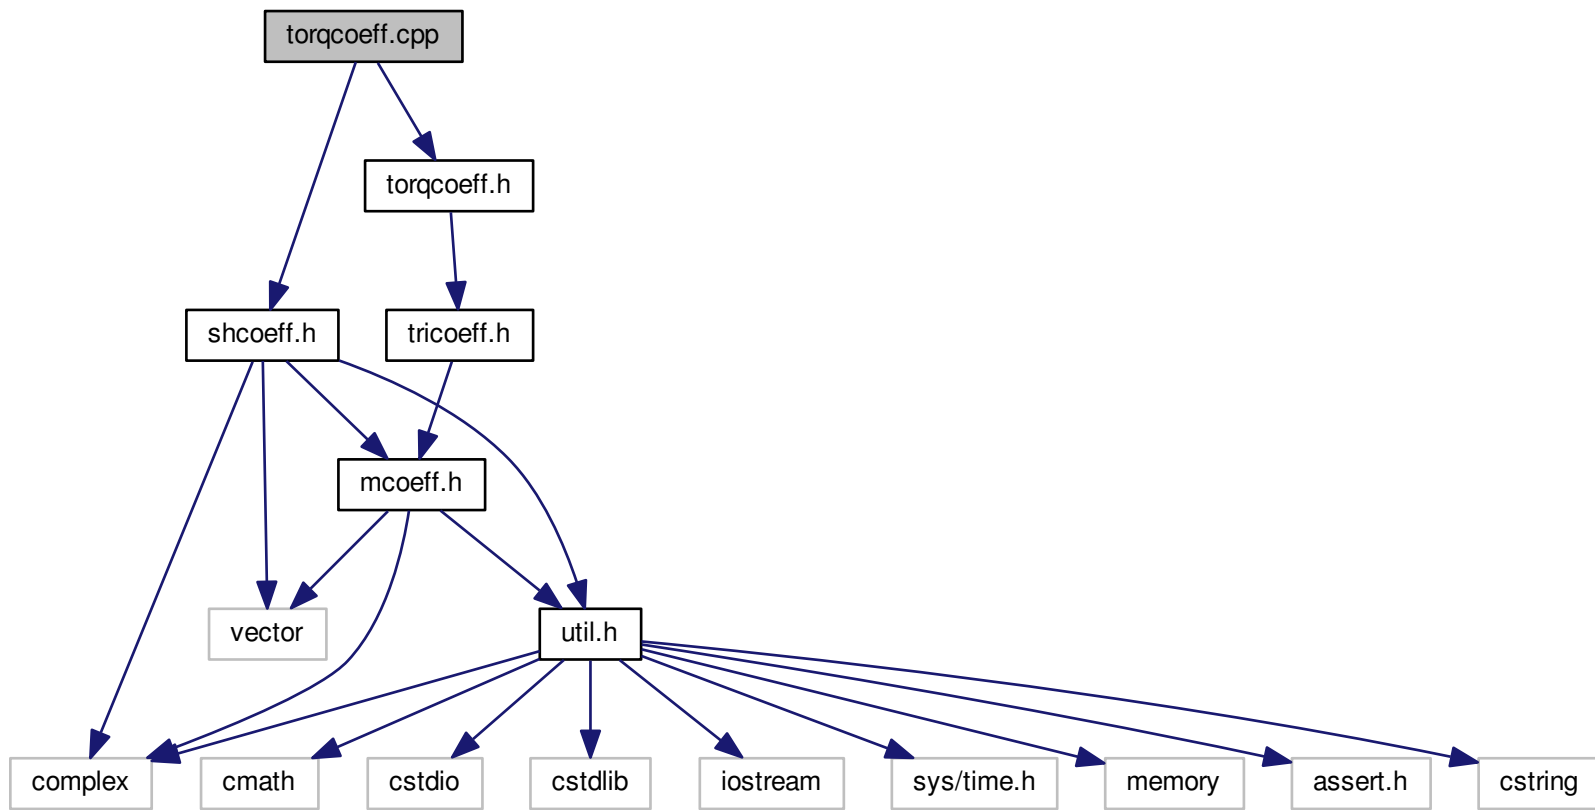 torqcoeff.cpp
torqcoeff.h
shcoeff.h
tricoeff.h
mcoeff.h
vector
util.h
complex
cmath
cstdio
cstdlib
iostream
sys/time.h
memory
assert.h
cstring